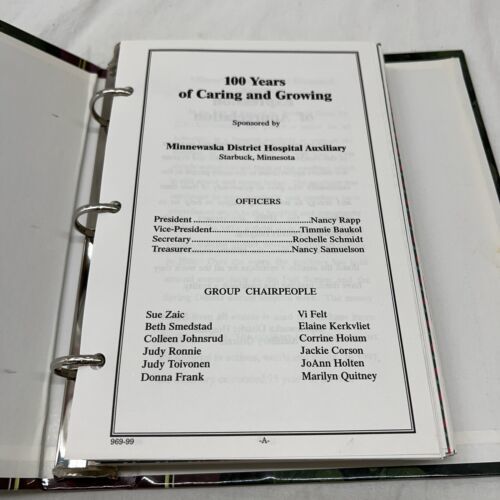 100 Years
of Caring and Growing
Sponsored by
Minnewaska District Hospital Auxiliary
Starbuck, Minnesota
OFFICERS
President ........................................Nancy Rapp
Vice-President..............................Timmie Baukol
Secretary....................................Rochelle Schmidt
Treasurer....................................Nancy Samuelson
GROUP CHAIRPEOPLE
Sue Zaic Vi Felt
Beth Smedstad Elaine Kerkvliet
Colleen Johnsrud Corrine Hoium
Judy Ronnie Jackie Corson
Judy Toivonen JoAnn Holten
Donna Frank Marilyn Quitney
969-99 -A-